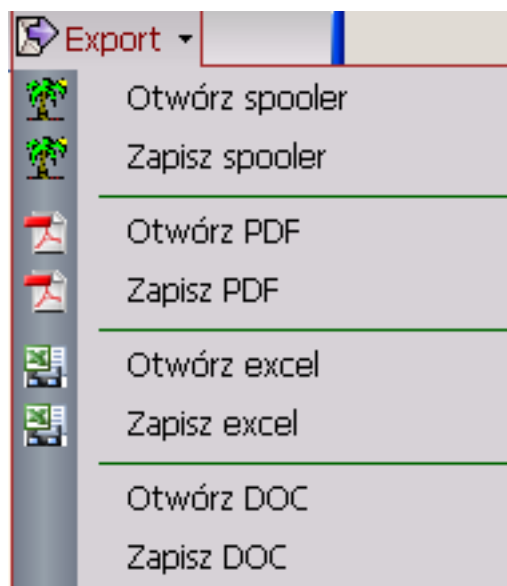 Export
Otwórz spooler
Zapisz spooler
Otwórz PDF
Zapisz PDF
Otwórz excel
Zapisz excel
Otwórz DOC
Zapisz DOC